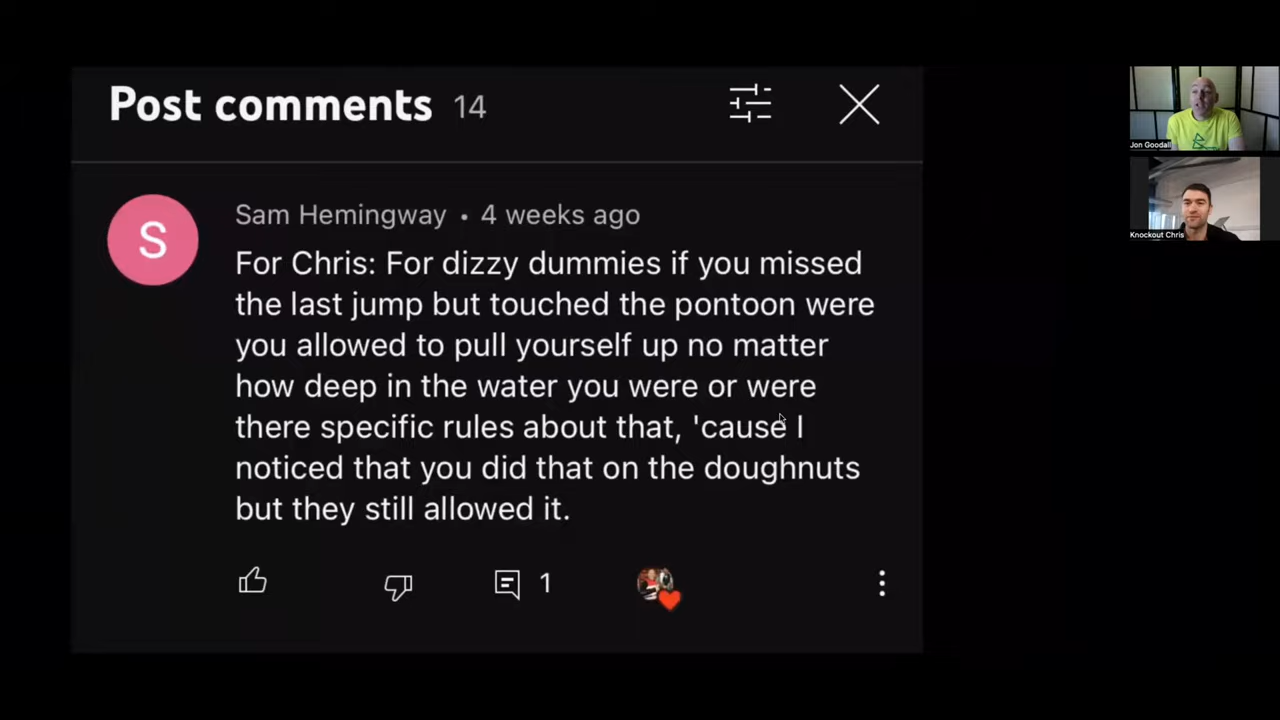 Post comments 14
Sam Hemingway • 4 weeks ago
S
For Chris: For dizzy dummies if you missed
the last jump but touched the pontoon were
you allowed to pull yourself up no matter
how deep in the water you were or were
there specific rules about that, 'cause I
noticed that you did that on the doughnuts
but they still allowed it.
1
Jon Goodall
Knockout Chris